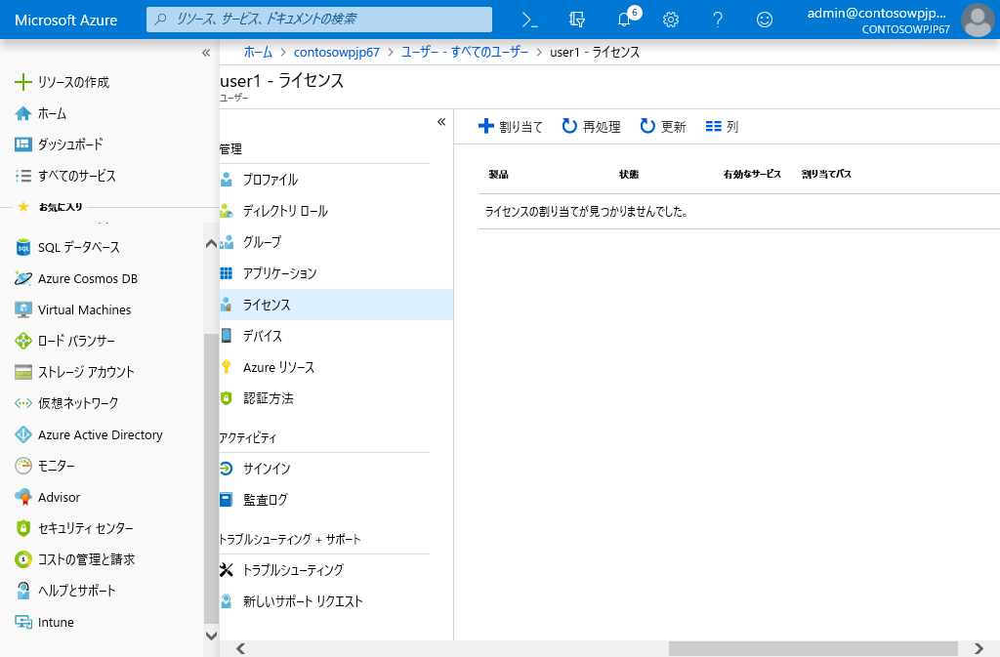 Microsoft Azure
リソース、サービス、ドキュメントの検索
6
admin@contosowpjp...
CONTOSOWPJP67
ホーム > contosowpjp67 > ユーザー - すべてのユーザー > user1 - ライセンス
user1 - ライセンス
ユーザー
リソースの作成
ホーム
ダッシュボード
すべてのサービス
お気に入り
SQL データベース
Azure Cosmos DB
Virtual Machines
ロード バランサー
ストレージ アカウント
仮想ネットワーク
Azure Active Directory
モニター
Advisor
セキュリティ センター
コストの管理と請求
ヘルプとサポート
Intune
管理
プロファイル
ディレクトリ ロール
グループ
アプリケーション
ライセンス
デバイス
Azure リソース
認証方法
アクティビティ
サインイン
監査ログ
トラブルシューティング + サポート
トラブルシューティング
新しいサポート リクエスト
割り当て 再処理 更新 列
製品 状態 有効なサービス 割り当てパス
ライセンスの割り当てが見つかりませんでした。